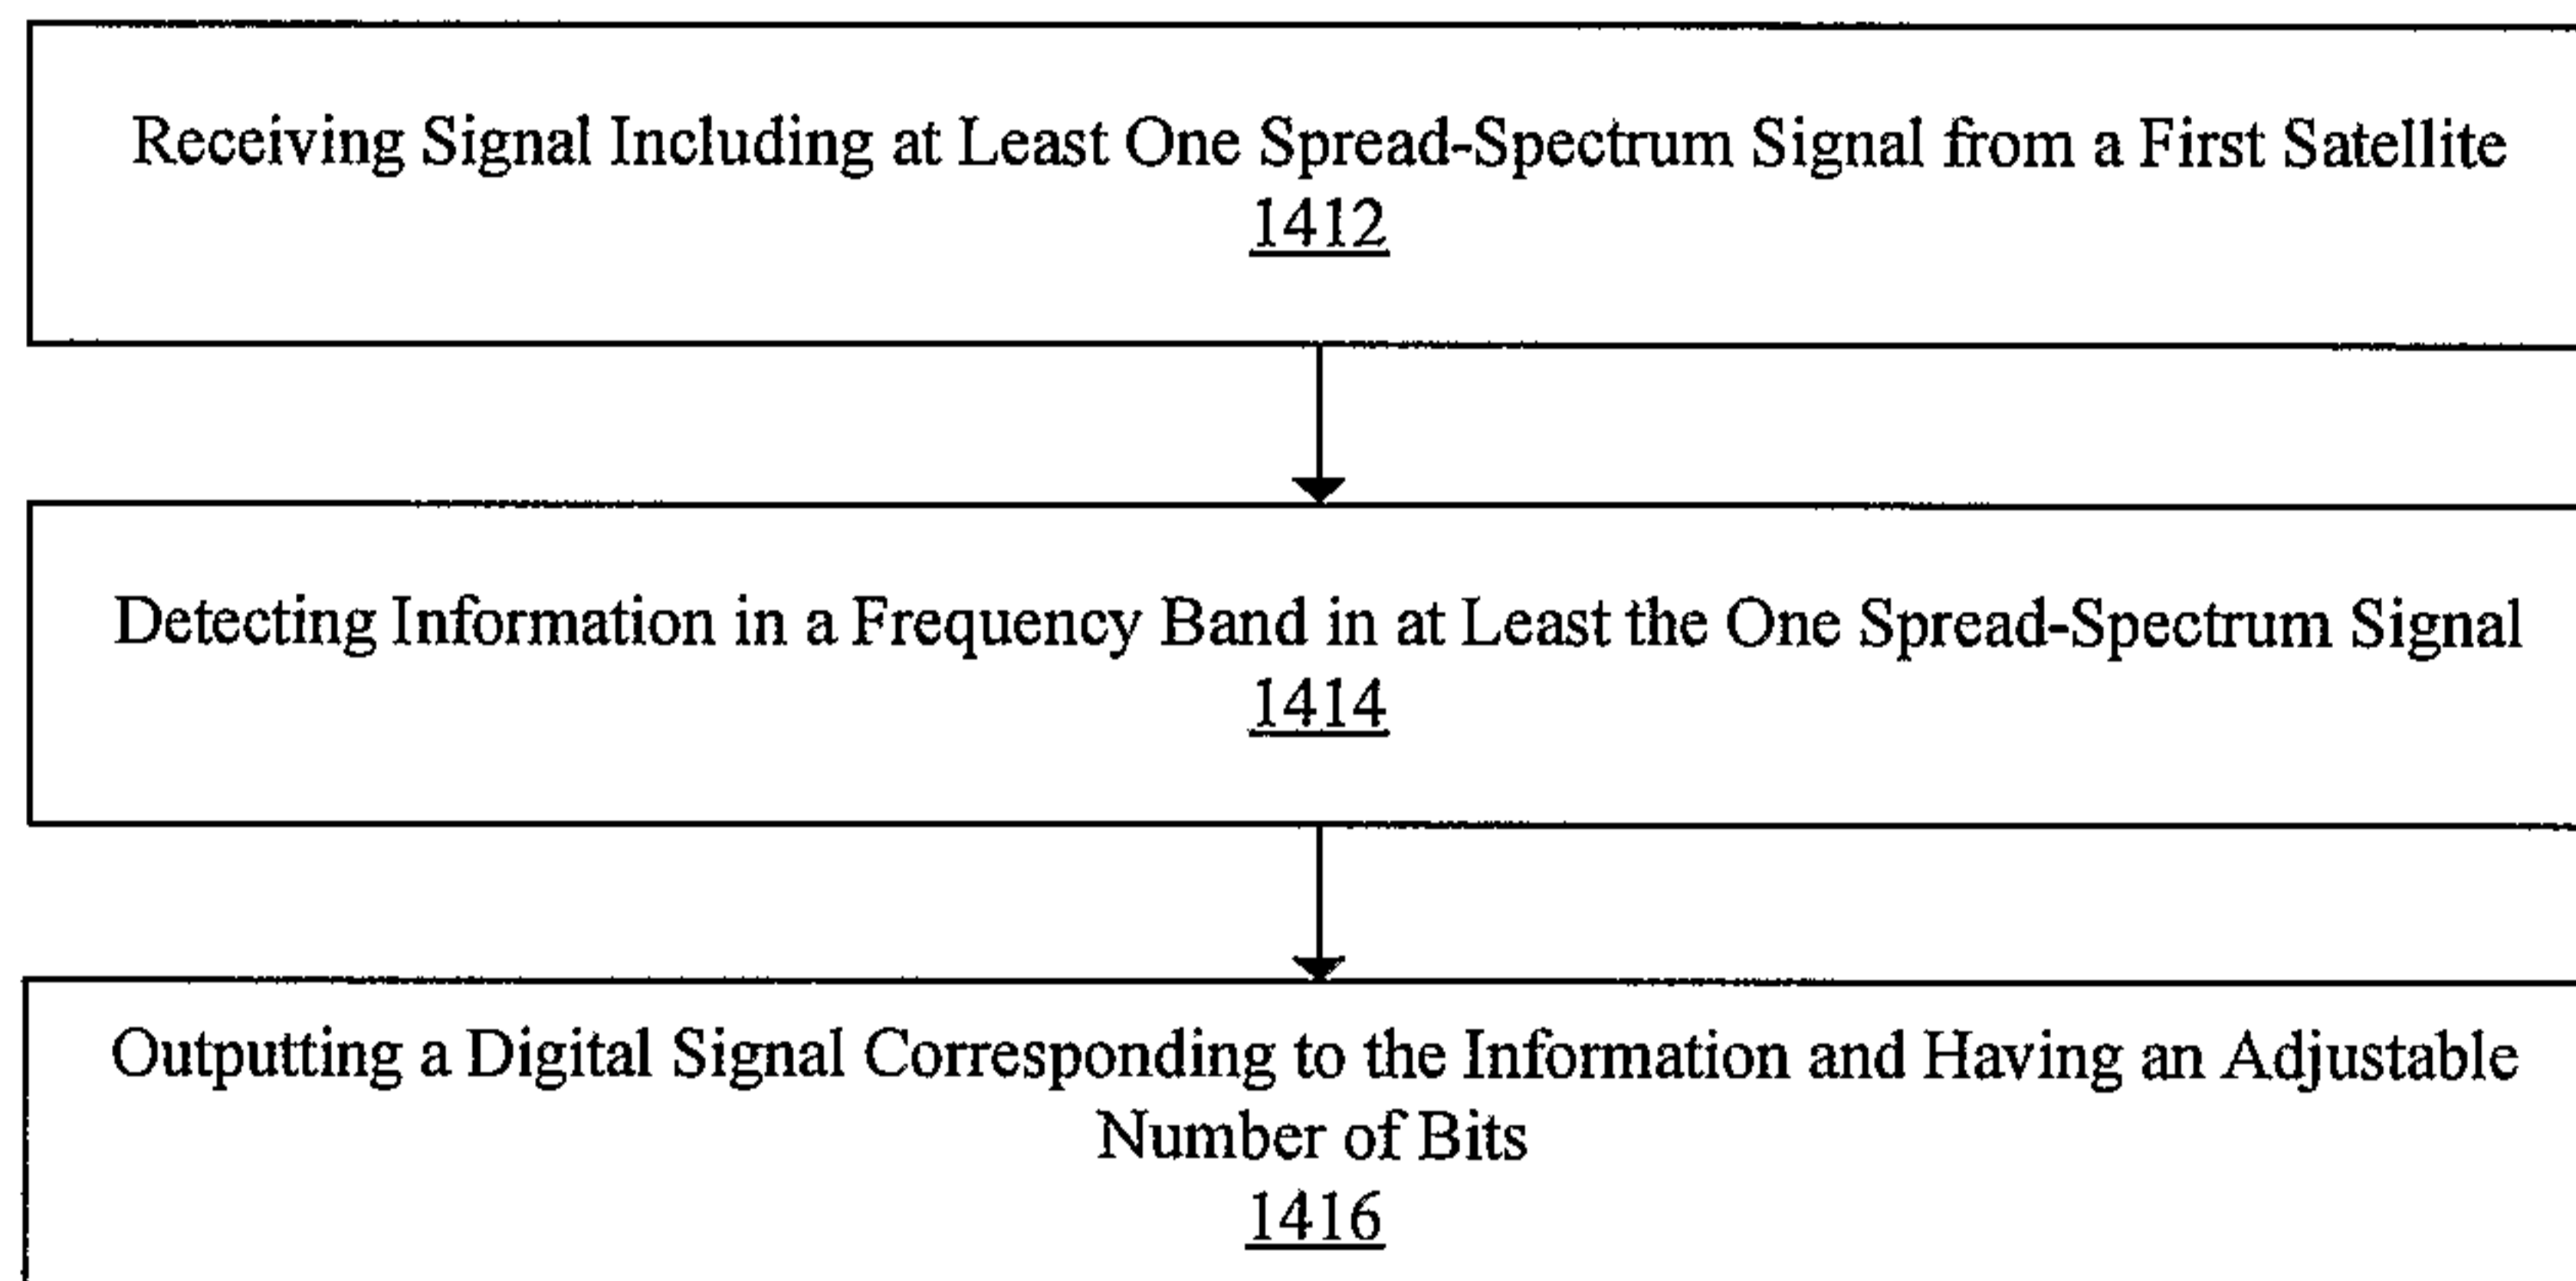 Receiving Signal Including at Least One Spread-Spectrum Signal from a First Satellite
1412
Detecting Information in a Frequency Band in at Least the One Spread-Spectrum Signal
1414
Outputting a Digital Signal Corresponding to the Information and Having an Adjustable
Number of Bits
1416